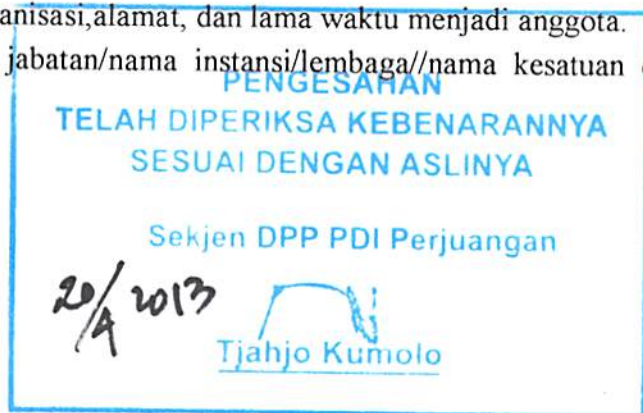 anisasi,alamat, dan lama waktu menjadi anggota.
jabatan/nama instansi/lembaga//nama kesatuan
PENGESAHAN
TELAH DIPERIKSA KEBENARANNYA
SESUAI DENGAN ASLINYA
Sekjen DPP PDI Perjuangan
20/4 2013
Tjahjo Kumolo